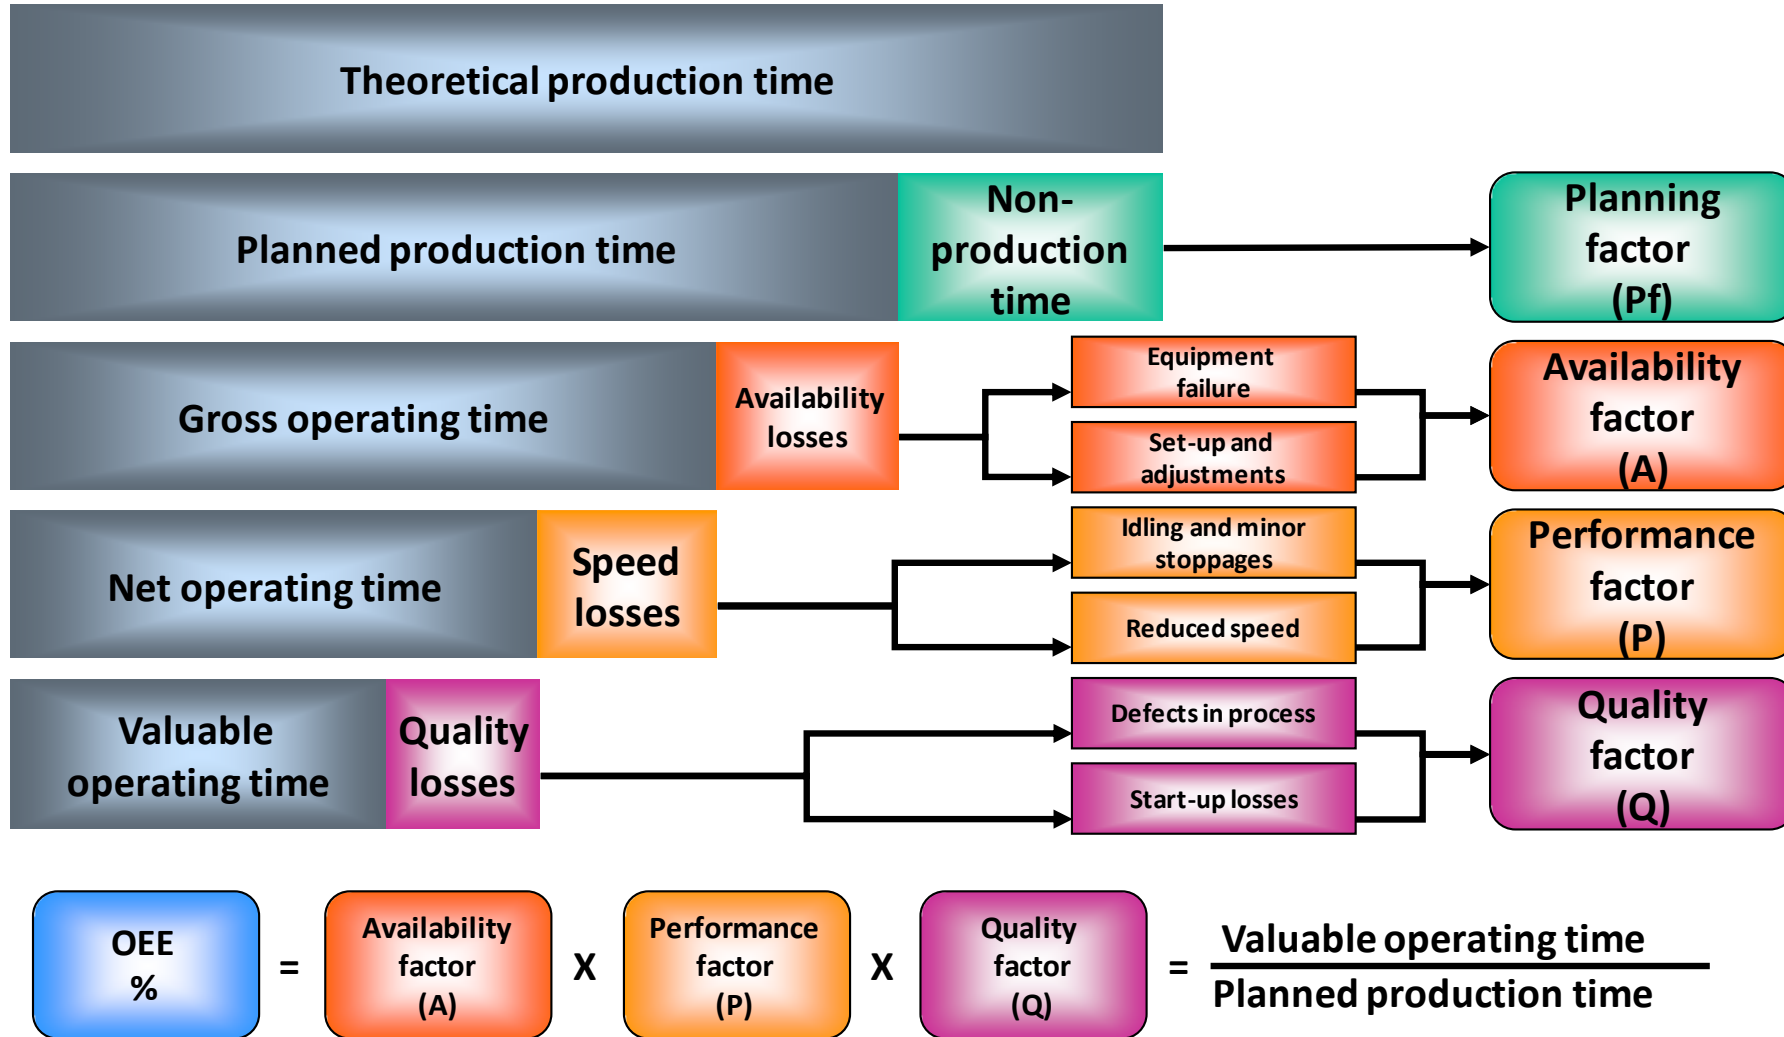 Theoretical production time
Planned production time
Non-
production
time
Planning
factor
(Pf)
Gross operating time
Availability
losses
Equipment
failure
Set-up and
adjustments
Availability
factor
(A)
Net operating time
Speed
losses
Idling and minor
stoppages
Reduced speed
Performance
factor
(P)
Valuable
operating time
Quality
losses
Defects in process
Start-up losses
Quality
factor
(Q)
OEE
%
=
Availability
factor
(A)
X
Performance
factor
(P)
X
Quality
factor
(Q)
=
Valuable operating time
Planned production time